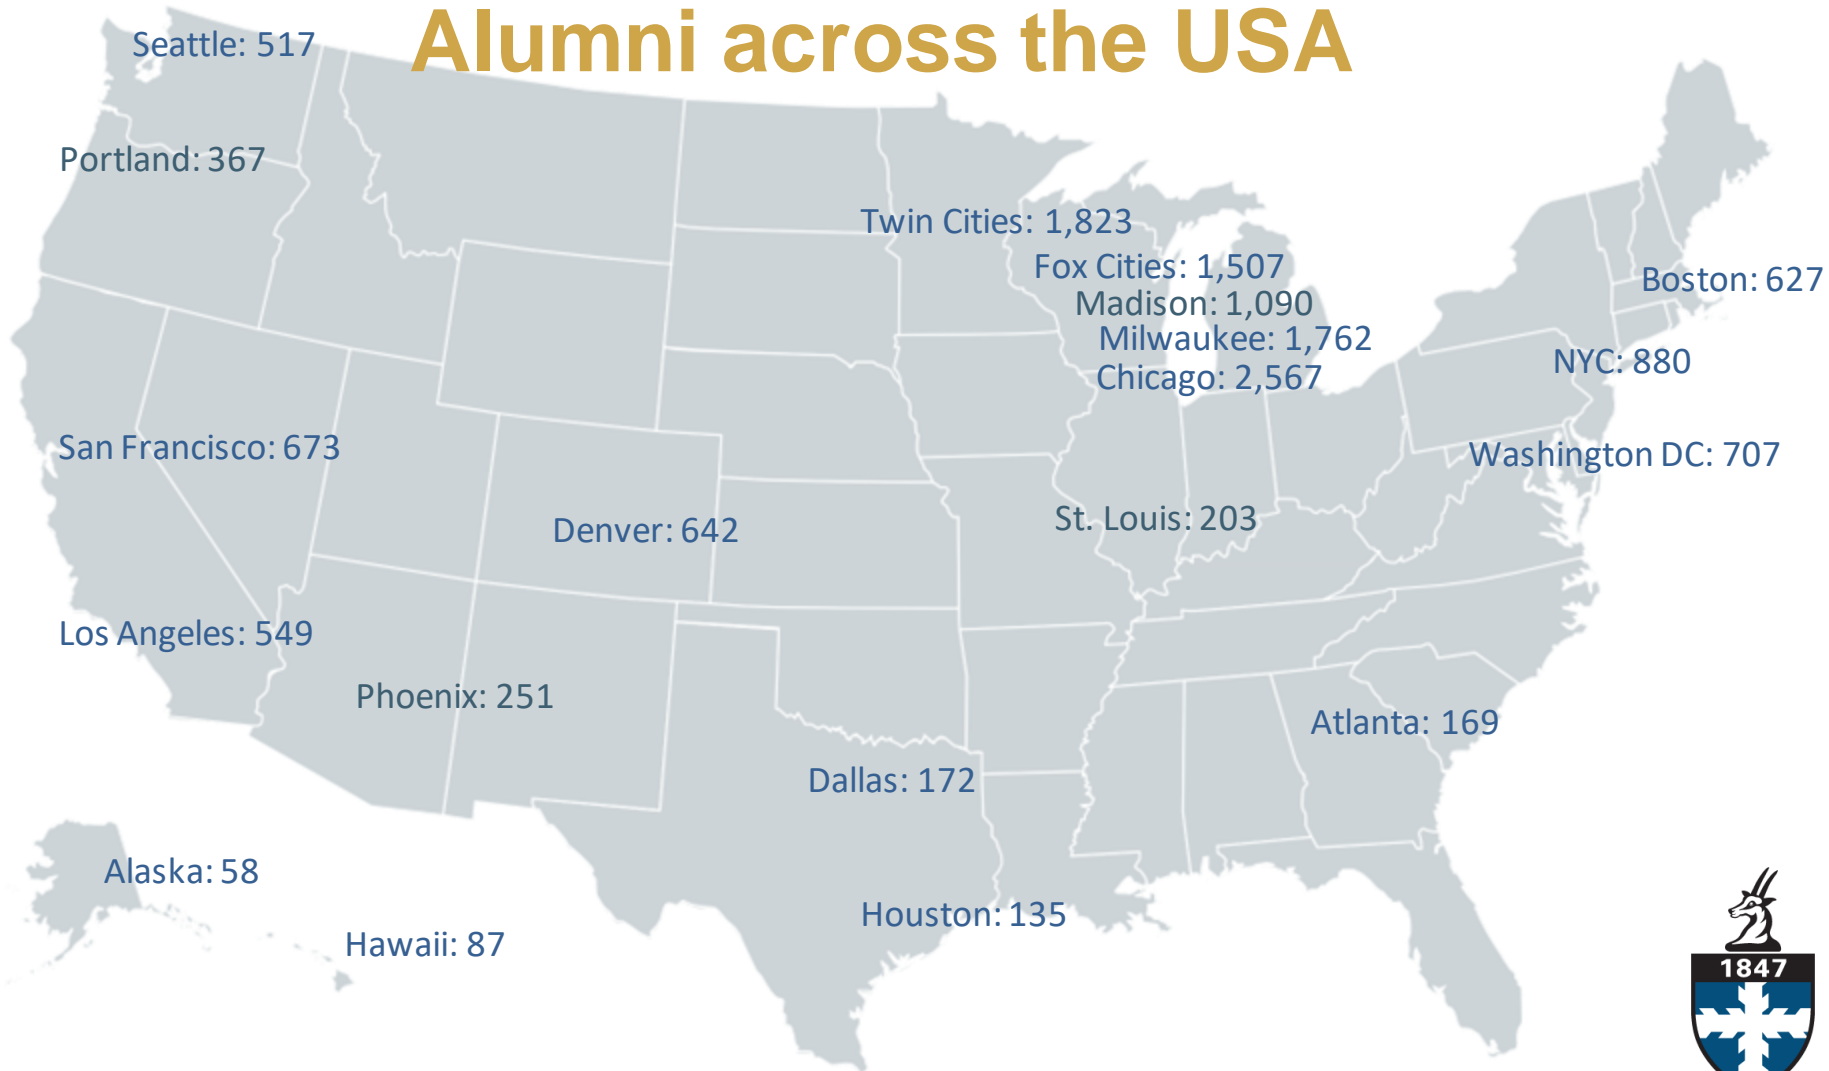 Alumni across the USA
Seattle: 517
Portland: 367
Twin Cities: 1,823
Fox Cities: 1,507
Madison: 1,090
Milwaukee: 1,762
Chicago: 2,567
Boston: 627
NYC: 880
Washington DC: 707
San Francisco: 673
Denver: 642
St. Louis: 203
Los Angeles: 549
Phoenix: 251
Atlanta: 169
Dallas: 172
Alaska: 58
Hawaii: 87
Houston: 135
1847